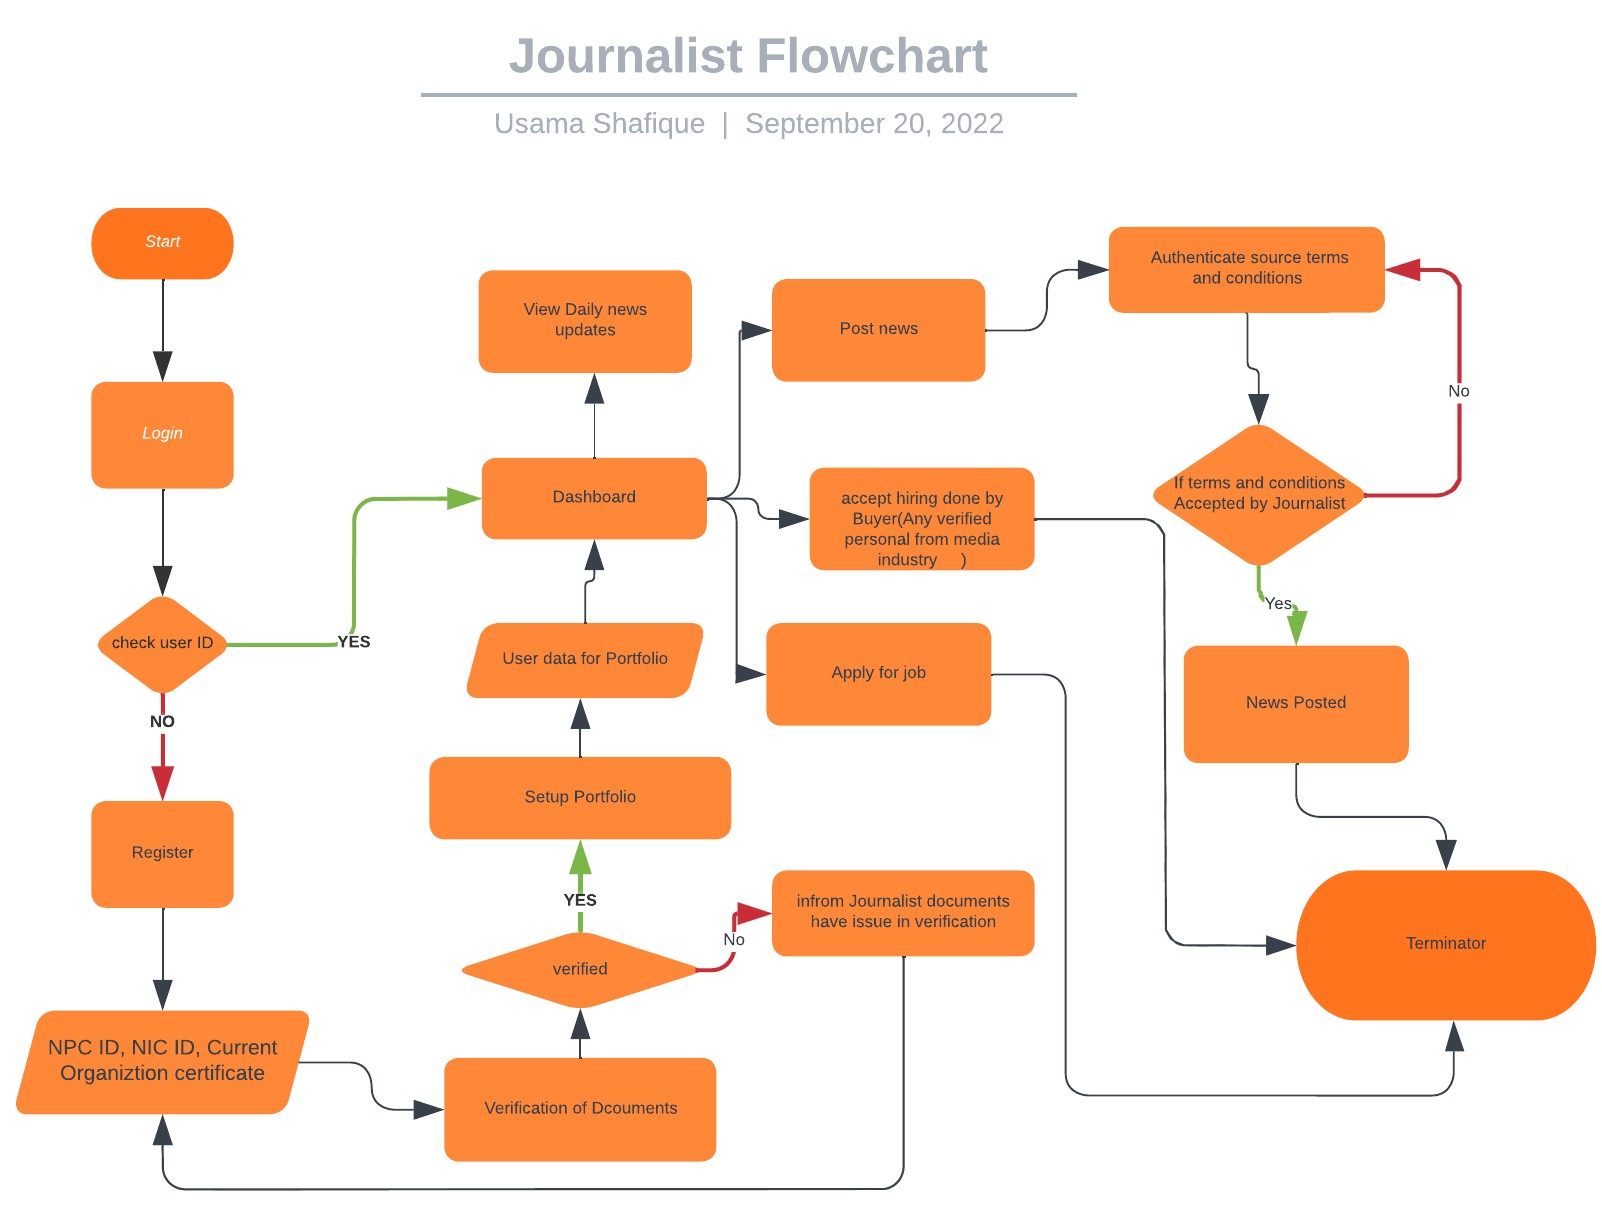 Journalist Flowchart
Usama Shafique | September 20, 2022
Start
Login
check user ID
YES
NO
Register
NPC ID, NIC ID, Current
Organiztion certificate
Verification of Dcouments
verified
YES
No
infrom Journalist documents
have issue in verification
Setup Portfolio
User data for Portfolio
Dashboard
View Daily news
updates
Post news
accept hiring done by
Buyer(Any verified
personal from media
industry )
Apply for job
Authenticate source terms
and conditions
If terms and conditions
Accepted by Journalist
No
Yes
News Posted
Terminator